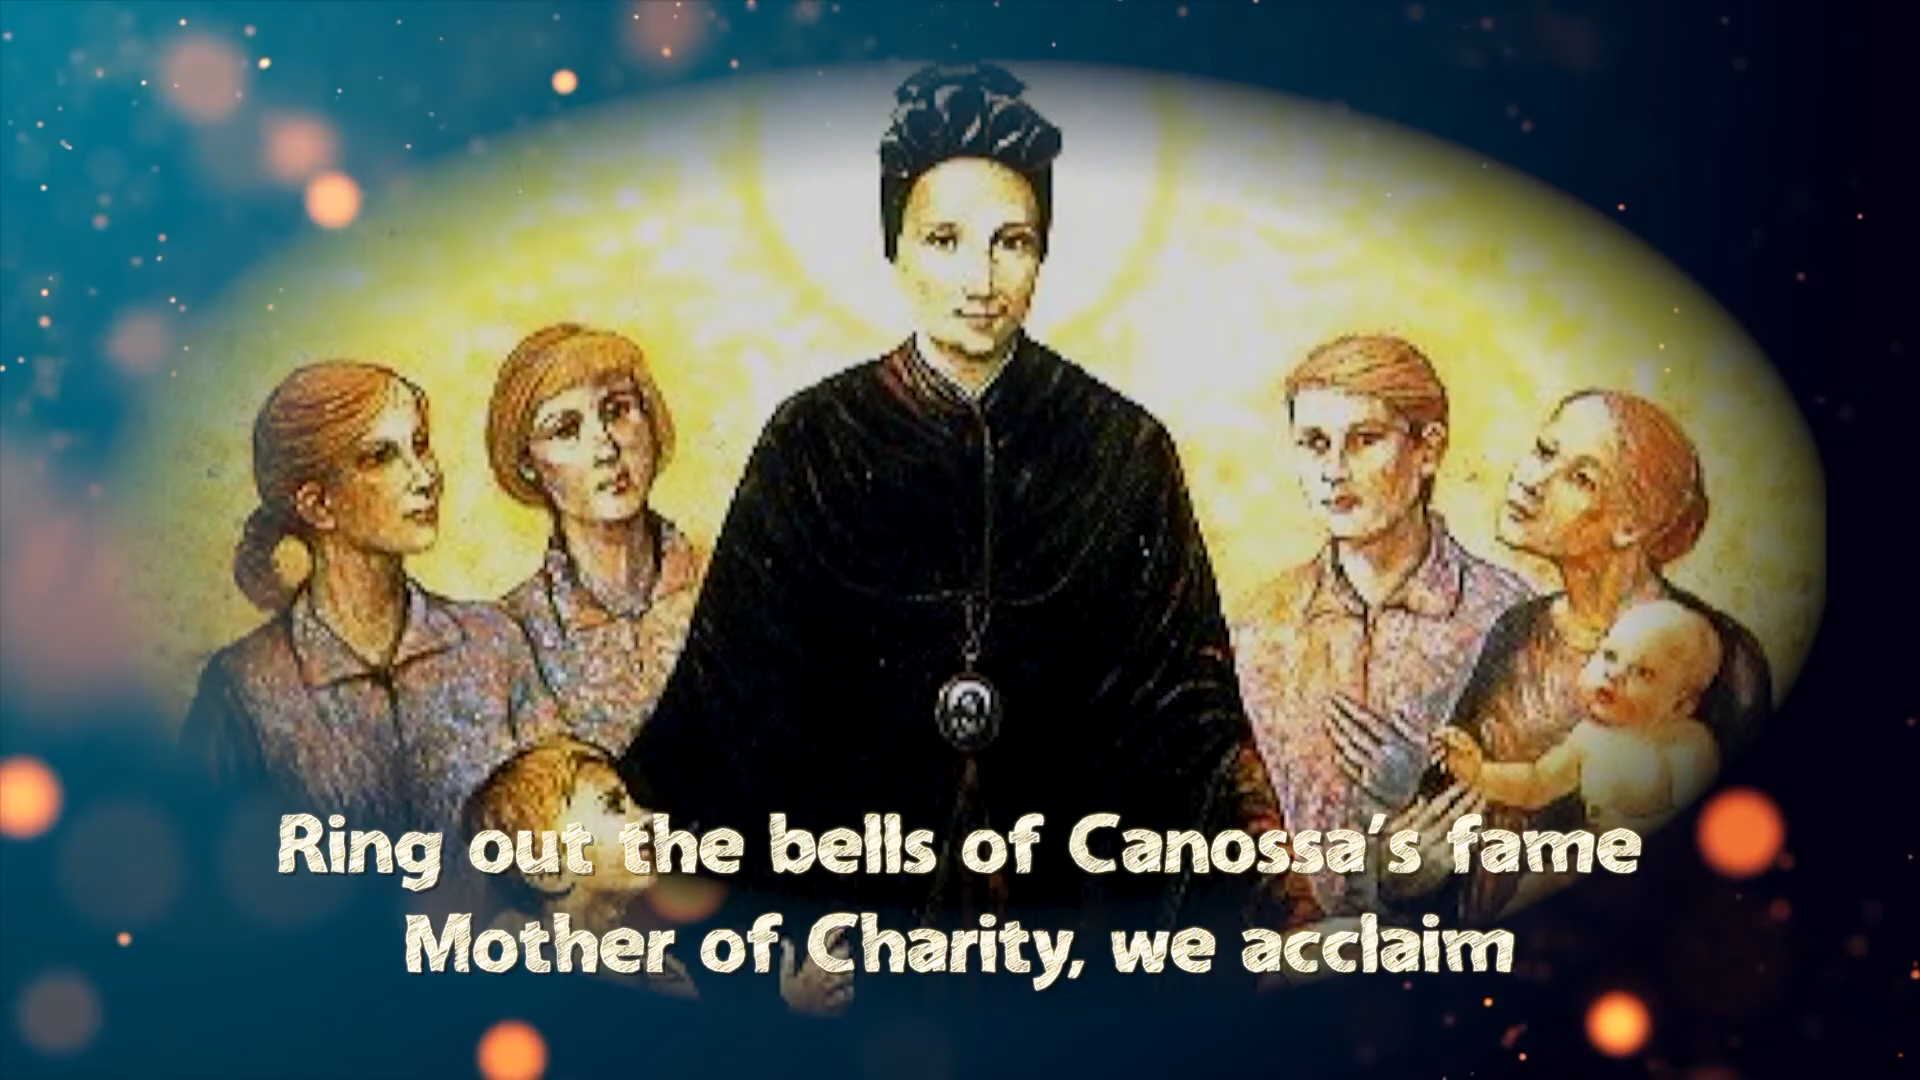 Ring out the bells of Canossa's fame
Mother of Charity, we acclaim